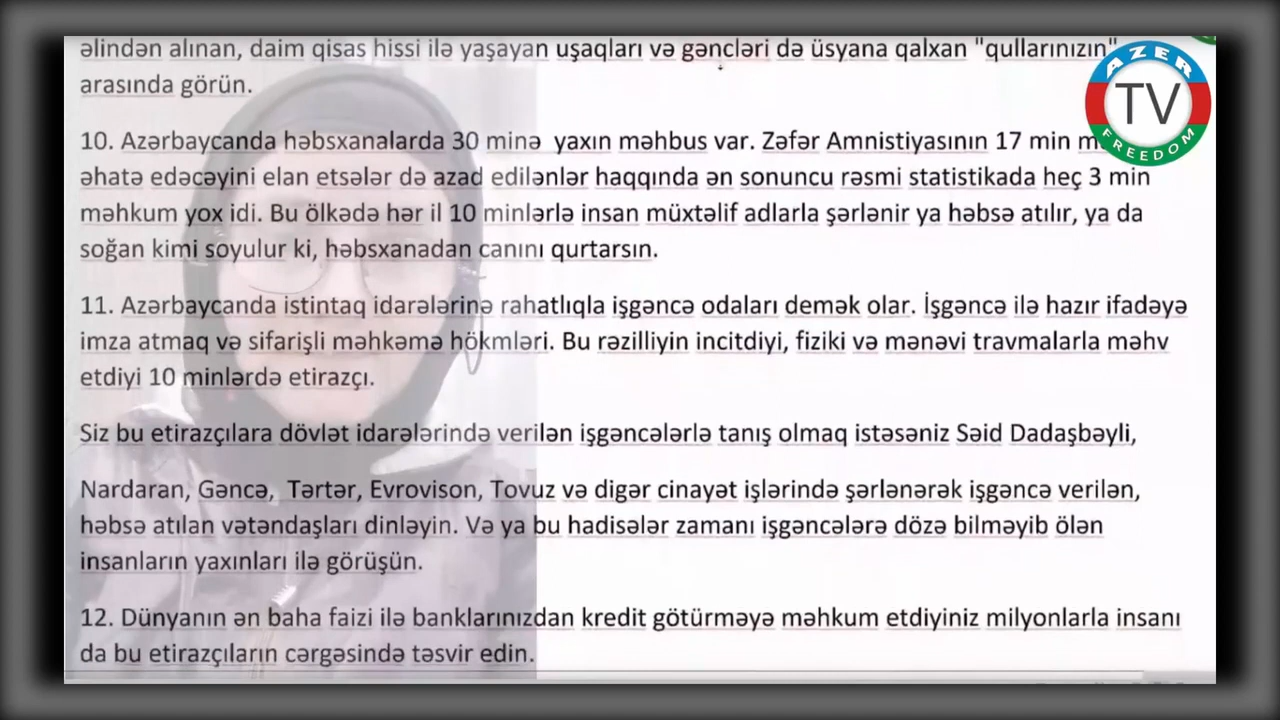 əlindən alınan, daim qisas hissi ilə yaşayan uşaqları və gənçləri də üsyana qalxan "qullarınızın"
arasında görün.
10. Azərbaycanda həbsxanalarda 30 minə yaxın məhbus var. Zəfər Amnistiyasının 17 min
əhatə edəcəyini elan etsələr də azad edilənlər haqqında ən sonuncu rəsmi statistikada heç 3 min
məhkum yox idi. Bu ölkədə hər il 10 minlərlə insan müxtəlif adlarla şərlənir ya həbsə atılır, ya da
soğan kimi soyulur ki, həbsxanadan canını qurtarsın.
11. Azərbaycanda istintaq idarələrinə rahatlıqla işgəncə odaları demək olar. İşgəncə ilə hazır ifadəyə
imza atmaq və sifarişli məhkəmə hökmləri. Bu rəzilliyin incitdiyi, fiziki və mənəvi travmalarla məhv
etdiyi 10 minlərdə etirazçı.
Siz bu etirazçılara dövlət idarələrində verilən işgəncələrlə tanış olmaq istəsəniz Səid Dadaşbəyli,
Nardaran, Gəncə, Tərtər, Evrovison, Tovuz və digər cinayət işlərində şərlənərək işgəncə verilən,
həbsə atılan vətəndaşları dinləyin. Və ya bu hadisələr zamanı işgəncələrə dözə bilməyib ölən
insanların yaxınları ilə görüşün.
12. Dünyanın ən baha faizi ilə banklarınızdan kredit götürməyə məhkum etdiyiniz milyonlarla insanı
da bu etirazçıların cərgəsində təsvir edin.
AZER
TV
FREEDOM